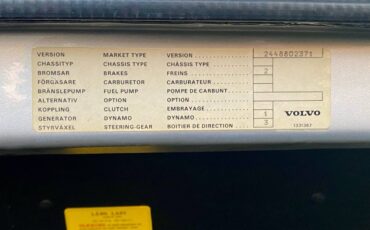 VERSION MARKET TYPE VERSION 2448602371
CHASSITYP CHASSIS TYPE CHÂSSIS TYPE
BROMSAR BRAKES FREINS 2
FÖRGASARE CARBURETOR CARBURATEUR
BRÄNSLEPUMP FUEL PUMP POMPE DE CARBUNT.
ALTERNATIV OPTION OPTION
KOPPLING CLUTCH EMBRAYAGE
GENERATOR DYNAMO DYNAMO 1 VOLVO
STYRVÄXEL STEERING-GEAR BOITIER DE DIRECTION 3